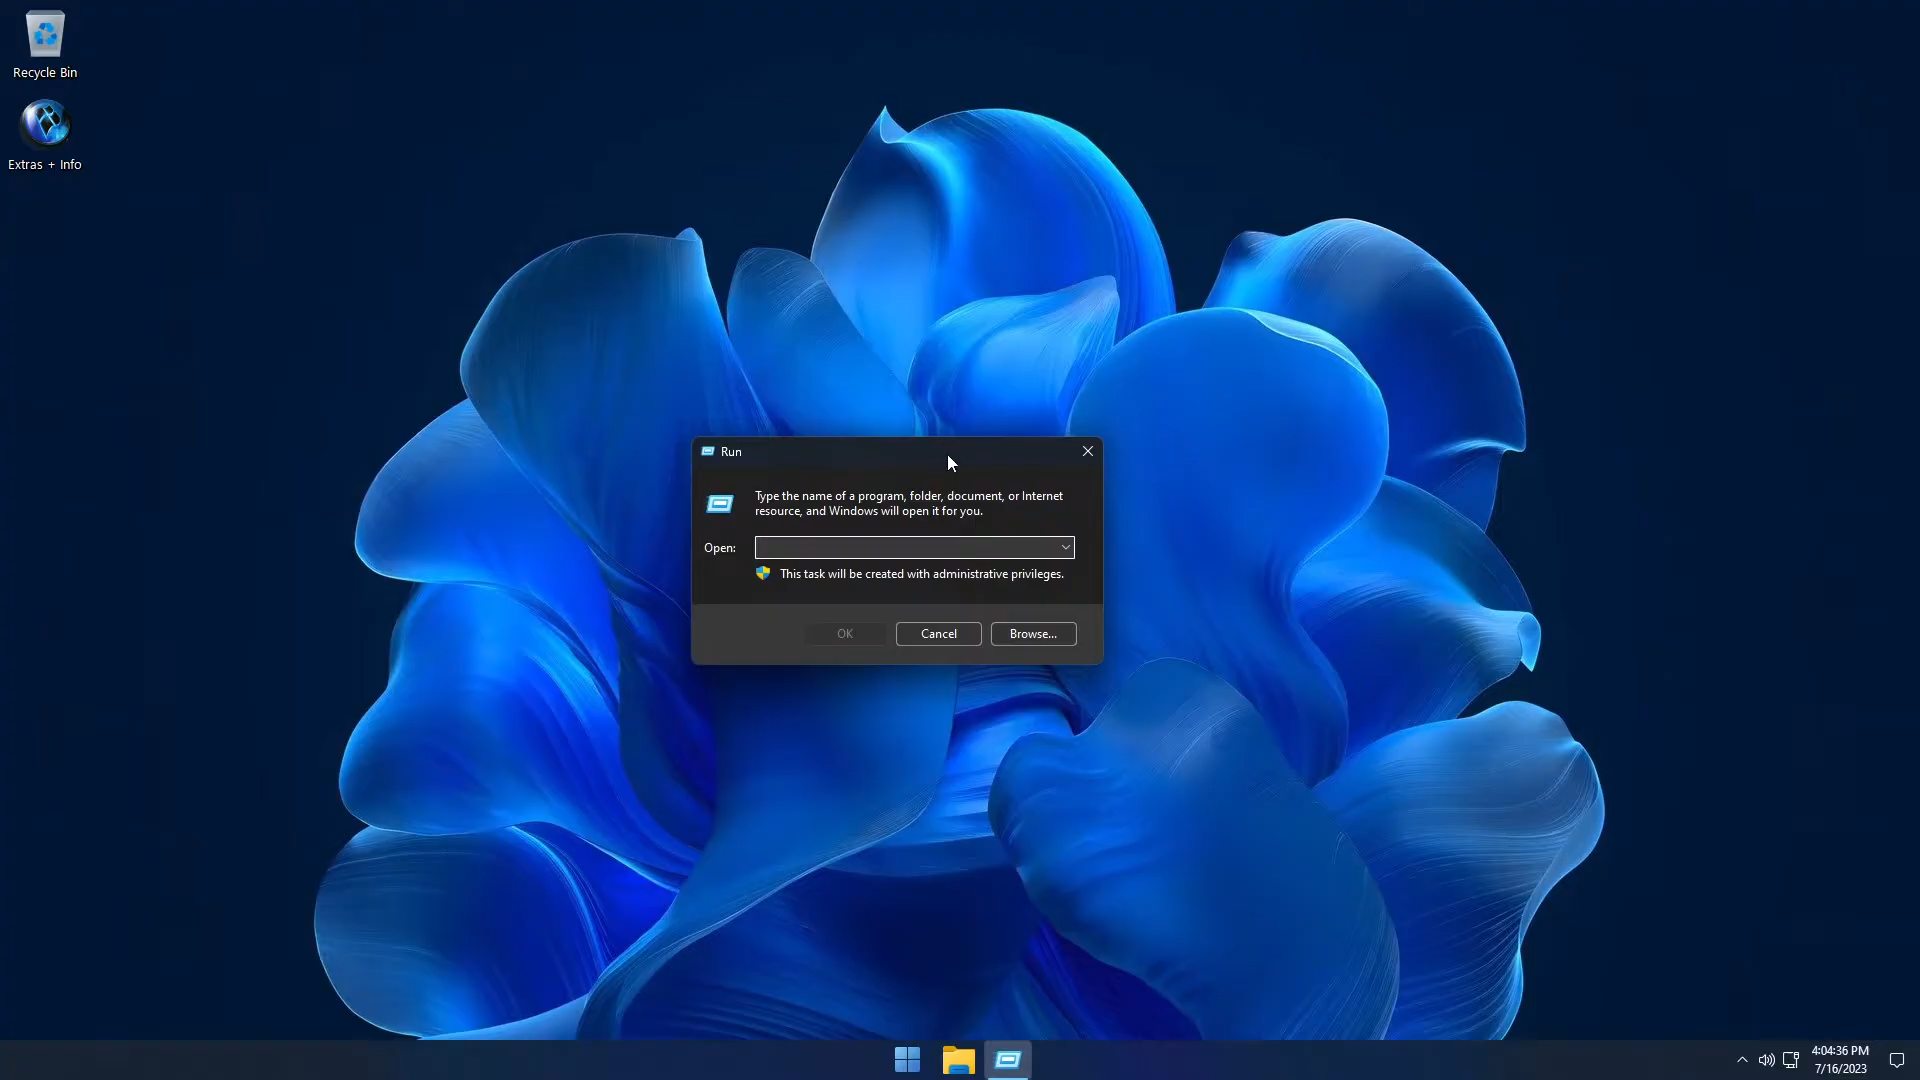 Recycle Bin
Extras + Info
Run
Type the name of a program, folder, document, or Internet
resource, and Windows will open it for you.
Open:
This task will be created with administrative privileges.
OK
Cancel
Browse...
4:04:36 PM
7/16/2023